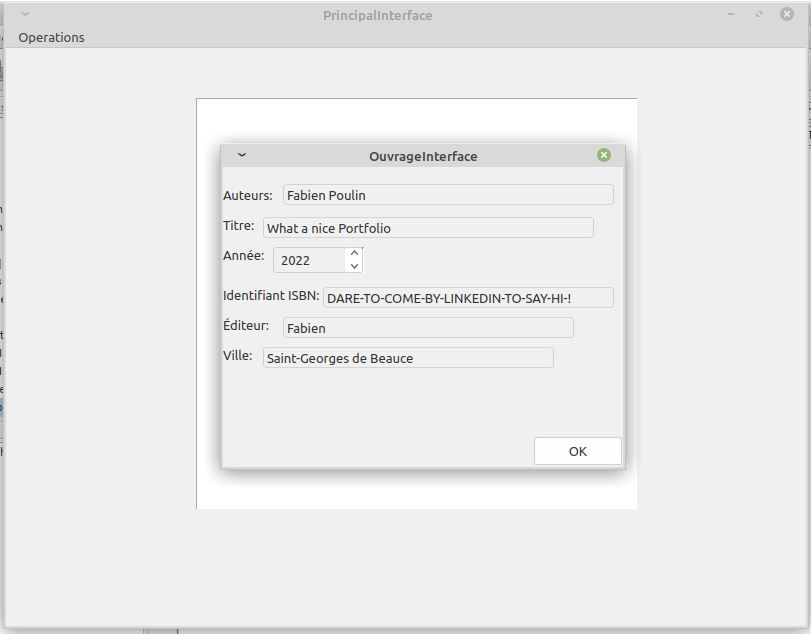 PrincipalInterface
Operations
OuvrageInterface
Auteurs: Fabien Poulin
Titre: What a nice Portfolio
Année: 2022
Identifiant ISBN: DARE-TO-COME-BY-LINKEDIN-TO-SAY-HI-!
Éditeur: Fabien
Ville: Saint-Georges de Beauce
OK